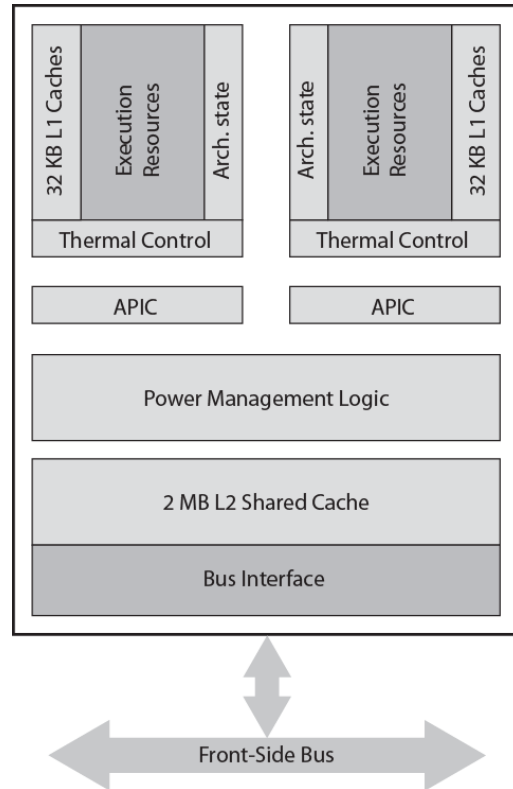 32 KB L1 Caches
Execution
Resources
Arch. state
Arch. state
Execution
Resources
32 KB L1 Caches
Thermal Control
Thermal Control
APIC
APIC
Power Management Logic
2 MB L2 Shared Cache
Bus Interface
Front-Side Bus